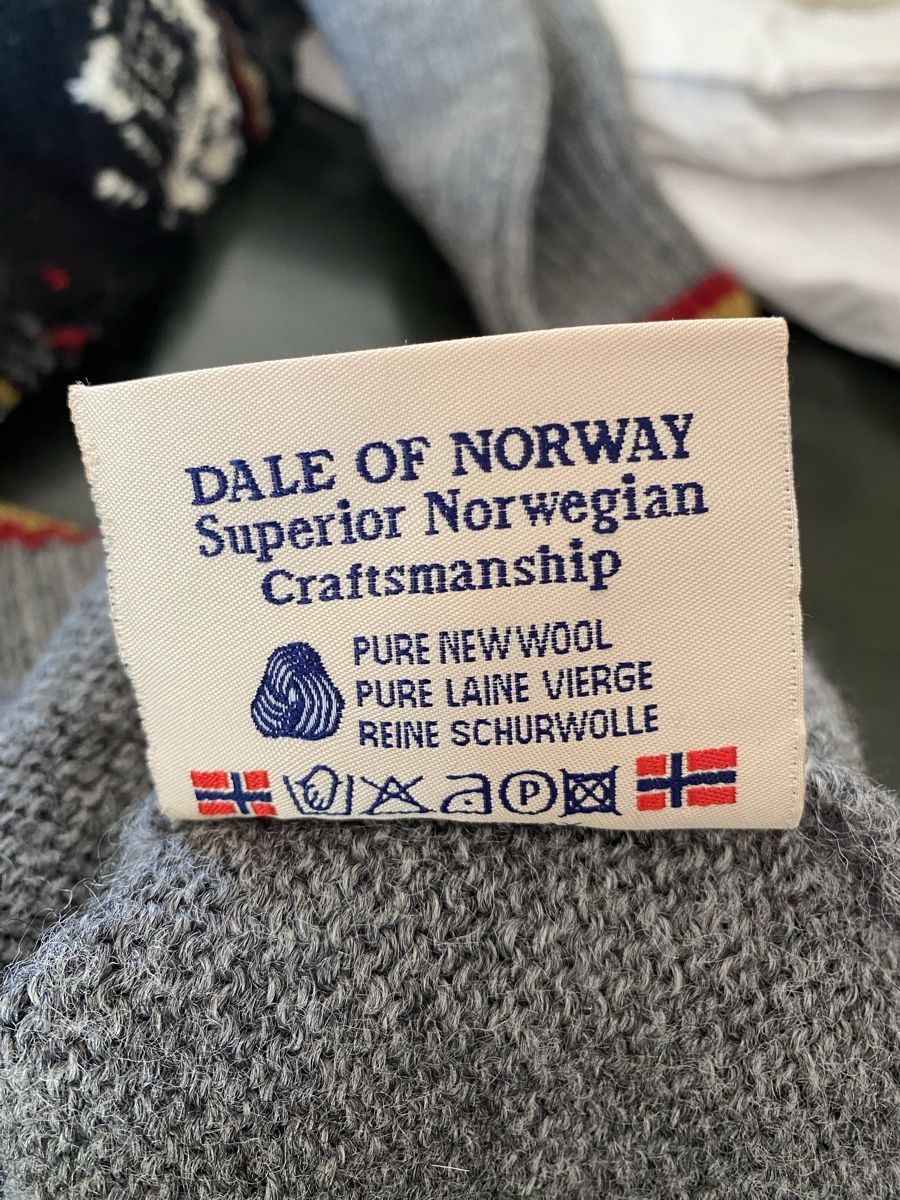 DALE OF NORWAY
Superior Norwegian
Craftsmanship
PURE NEW WOOL
PURE LAINE VIERGE
REINE SCHURWOLLE
P